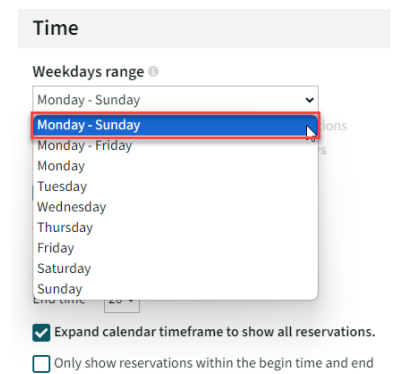 Time
Weekdays range
Monday - Sunday
Monday - Sunday
Monday - Friday
Monday
Tuesday
Wednesday
Thursday
Friday
Saturday
Sunday
End time 20
Expand calendar timeframe to show all reservations.
Only show reservations within the begin time and end